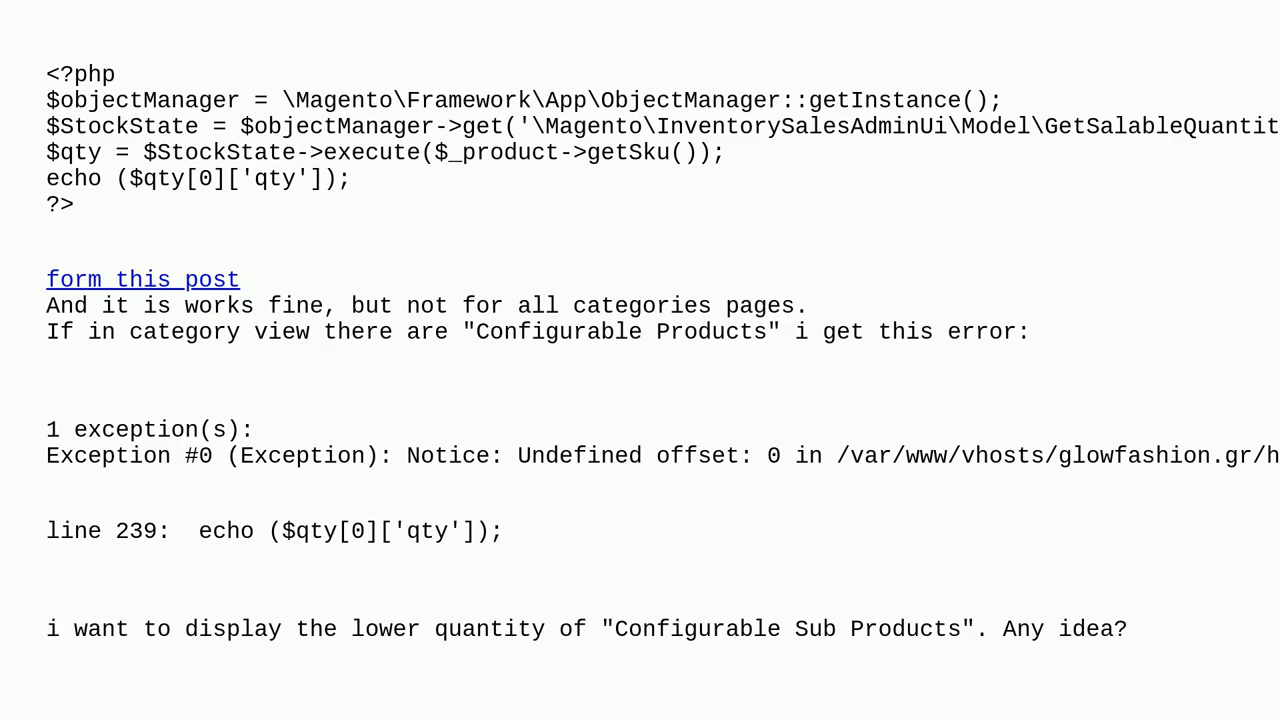 <?php
$objectManager = \Magento\Framework\App\ObjectManager::getInstance();
$StockState = $objectManager->get('\Magento\InventorySalesAdminUi\Model\GetSalableQuantit
$qty = $StockState->execute($_product->getSku());
echo ($qty[0]['qty']);
?>
form this post
And it is works fine, but not for all categories pages.
If in category view there are "Configurable Products" i get this error:
1 exception(s):
Exception #0 (Exception): Notice: Undefined offset: 0 in /var/www/vhosts/glowfashion.gr/h
line 239:  echo ($qty[0]['qty']);
i want to display the lower quantity of "Configurable Sub Products". Any idea?